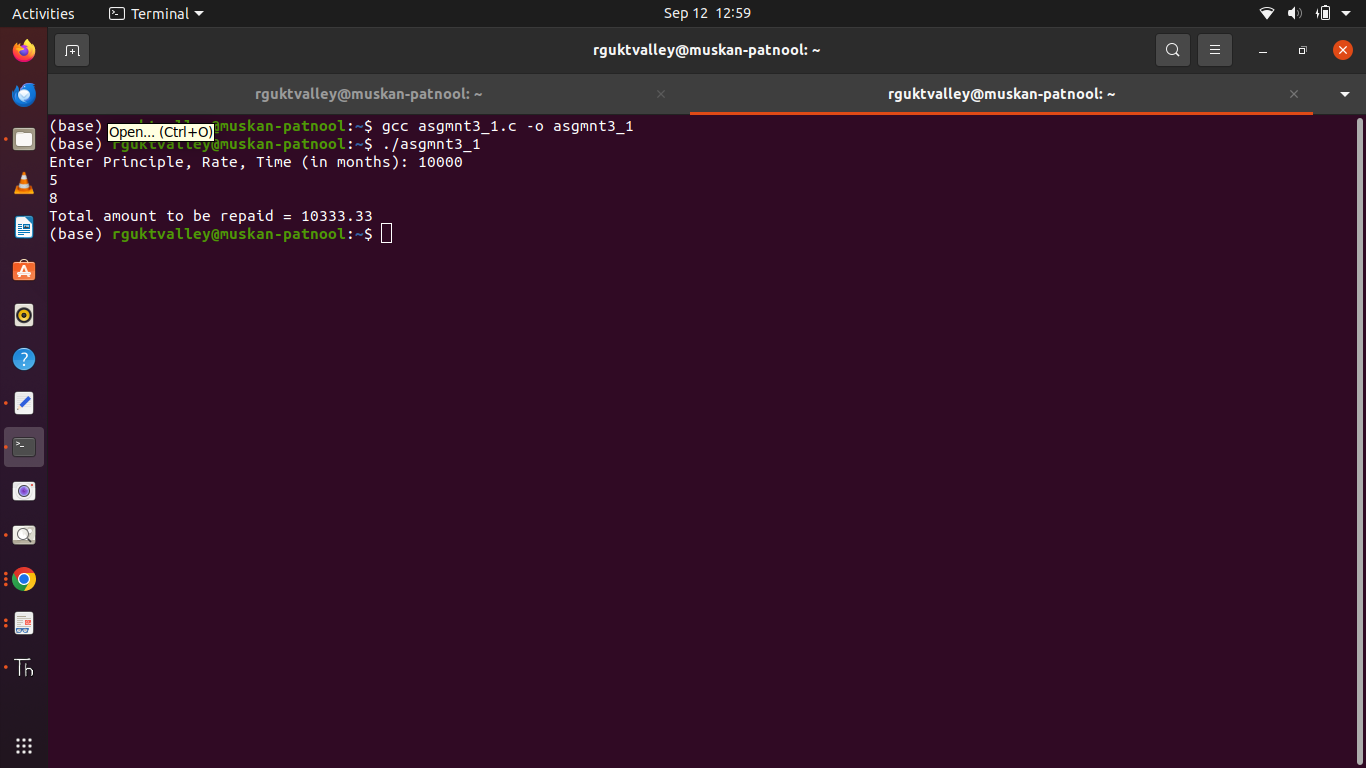 Activities
Terminal
Sep 12 12:59
rguktvalley@muskan-patnool: ~
rguktvalley@muskan-patnool: ~
rguktvalley@muskan-patnool: ~
(base) rguktvalley@muskan-patnool:~$ gcc asgmnt3_1.c -o asgmnt3_1
Open... (Ctrl+O)
(base) rguktvalley@muskan-patnool:~$ ./asgmnt3_1
Enter Principle, Rate, Time (in months): 10000
5
8
Total amount to be repaid = 10333.33
(base) rguktvalley@muskan-patnool:~$
Th